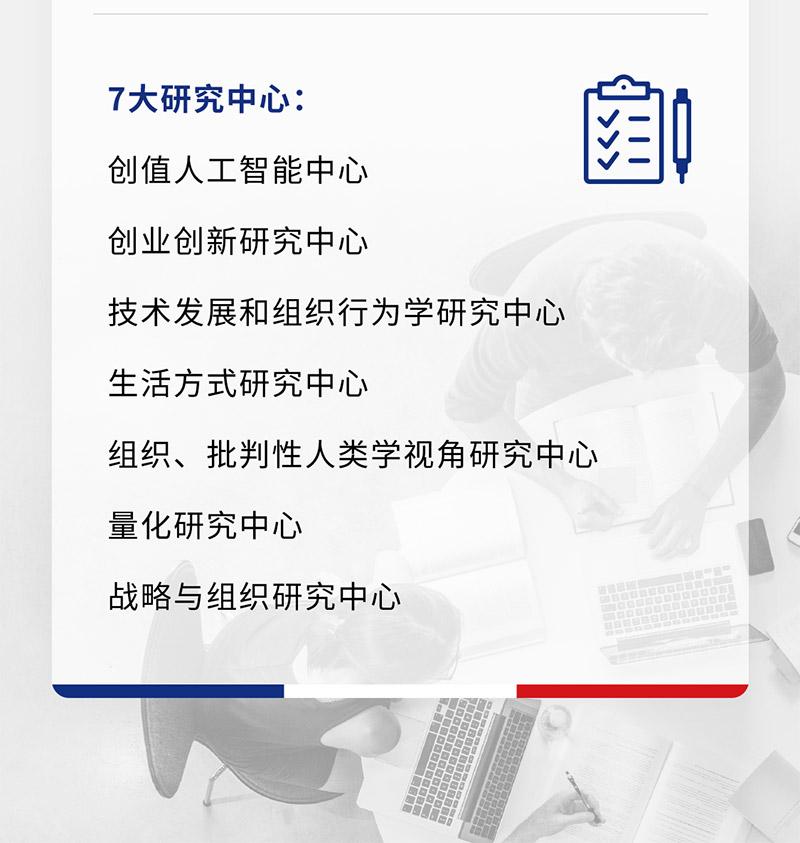 7大研究中心：
创值人工智能中心
创业创新研究中心
技术发展和组织行为学研究中心
生活方式研究中心
组织、批判性人类学视角研究中心
量化研究中心
战略与组织研究中心